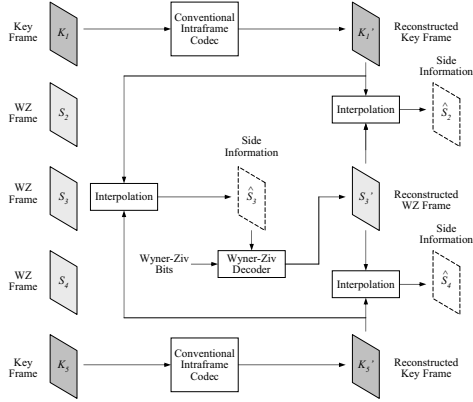 Key
Frame
K1
Conventional
Intraframe
Codec
K1'
Reconstructed
Key Frame
Side
Information
WZ
Frame
S2
Interpolation
Ŝ2
Side
Information
WZ
Frame
S3
Interpolation
Ŝ3
S3'
Reconstructed
WZ Frame
Side
Information
Wyner-Ziv
Bits
Wyner-Ziv
Decoder
WZ
Frame
S4
Interpolation
Ŝ4
Key
Frame
K5
Conventional
Intraframe
Codec
K5'
Reconstructed
Key Frame